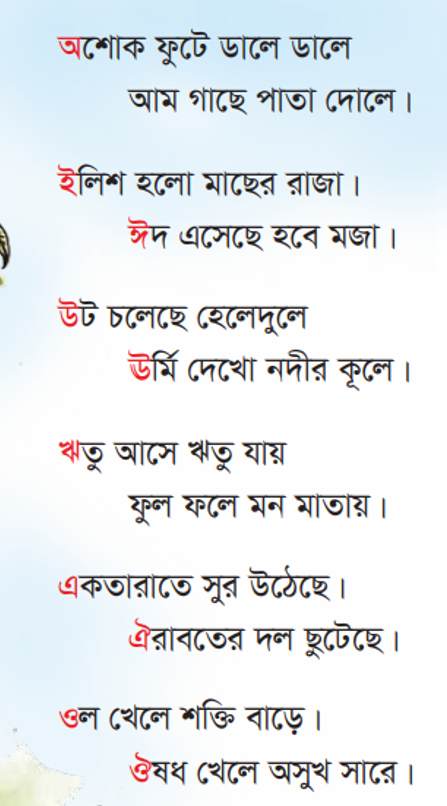 অশোক ফুটে ডালে ডালে
আম গাছে পাতা দোলে।
ইলিশ হলো মাছের রাজা।
ঈদ এসেছে হবে মজা।
উট চলেছে হেলেদুলে
ঊর্মি দেখো নদীর কূলে।
ঋতু আসে ঋতু যায়
ফুল ফলে মন মাতায়।
একতারাতে সুর উঠেছে।
ঐরাবতের দল ছুটেছে।
ওল খেলে শক্তি বাড়ে।
ঔষধ খেলে অসুখ সারে।